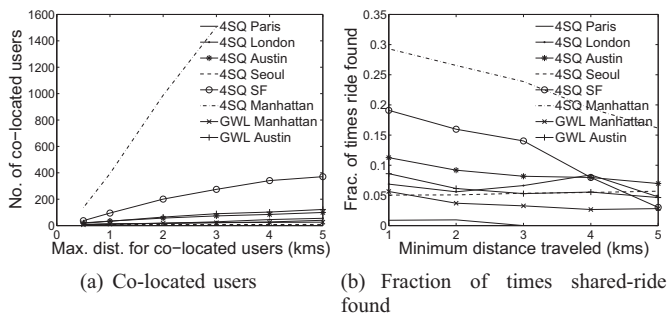 1600
1400
1200
1000
800
600
400
200
0
No. of co-located users
4SQ Paris
4SQ London
4SQ Austin
4SQ Seoul
4SQ SF
4SQ Manhattan
GWL Manhattan
GWL Austin
0 1 2 3 4 5
Max. dist. for co-located users (kms)
(a) Co-located users
0.35
0.3
0.25
0.2
0.15
0.1
0.05
0
Frac. of times ride found
4SQ Paris
4SQ London
4SQ Austin
4SQ Seoul
4SQ SF
4SQ Manhattan
GWL Manhattan
GWL Austin
1 2 3 4 5
Minimum distance traveled (kms)
(b) Fraction of times shared-ride
found